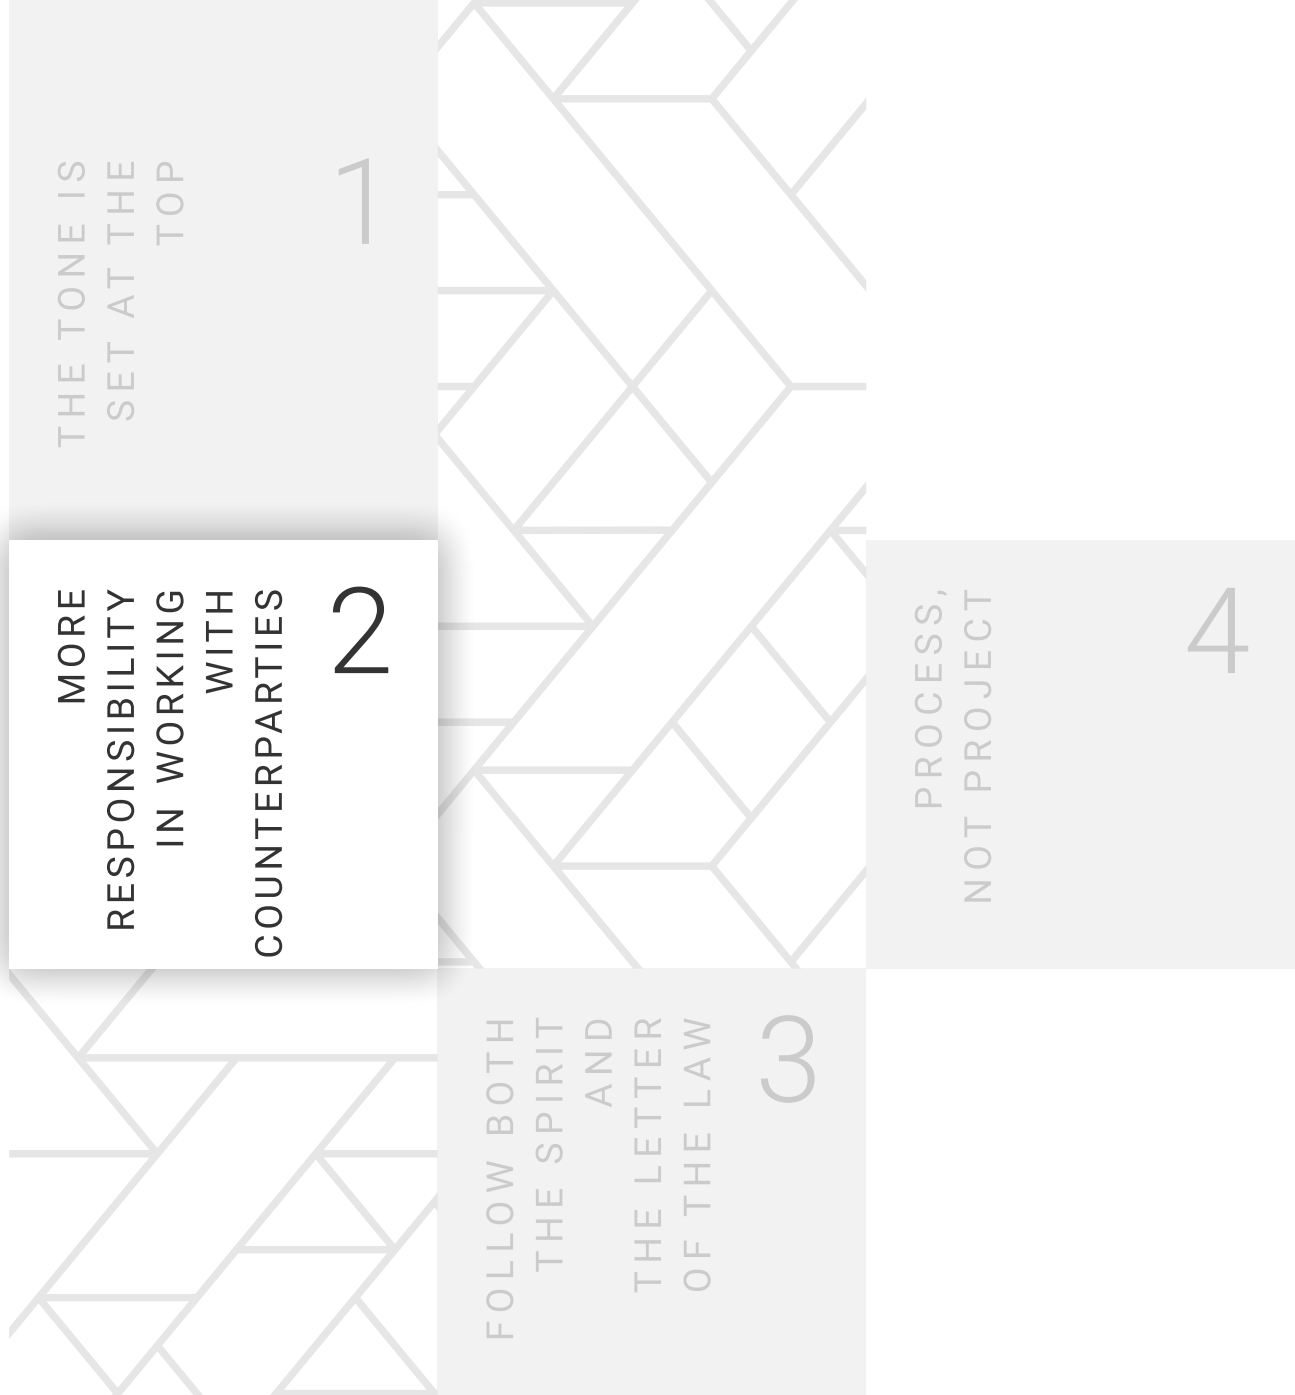 1
THE TONE IS
SET AT THE
TOP
2
MORE
RESPONSIBILITY
IN WORKING
WITH
COUNTERPARTIES
3
FOLLOW BOTH
THE SPIRIT
AND
THE LETTER
OF THE LAW
4
PROCESS,
NOT PROJECT